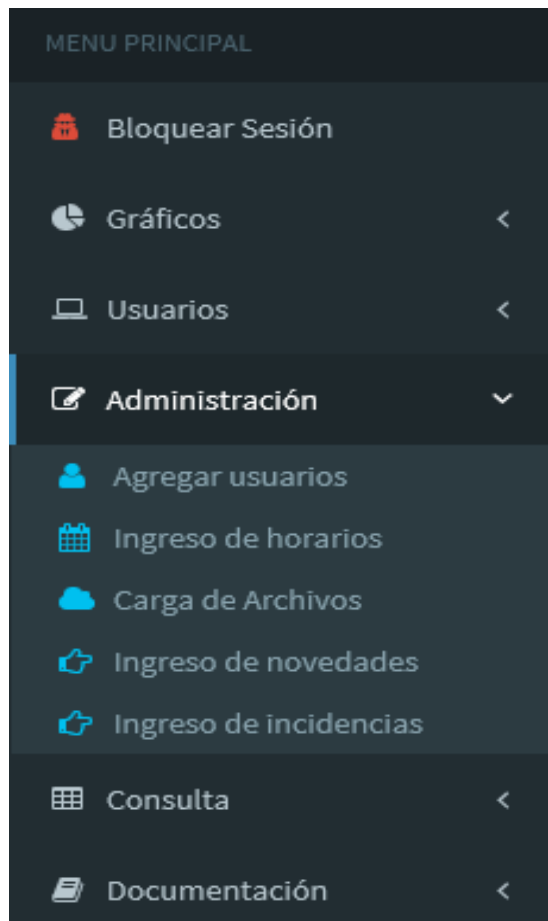 MENU PRINCIPAL
Bloquear Sesión
Gráficos
Usuarios
Administración
Agregar usuarios
Ingreso de horarios
Carga de Archivos
Ingreso de novedades
Ingreso de incidencias
Consulta
Documentación